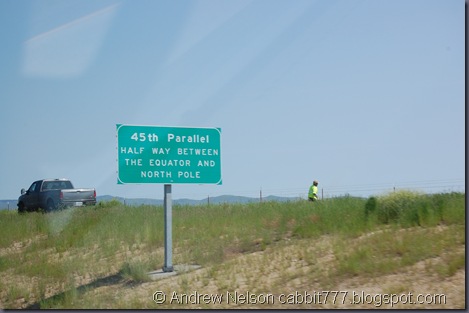 45th Parallel
HALF WAY BETWEEN
THE EQUATOR AND
NORTH POLE
© Andrew Nelson cabbit777.blogspot.com